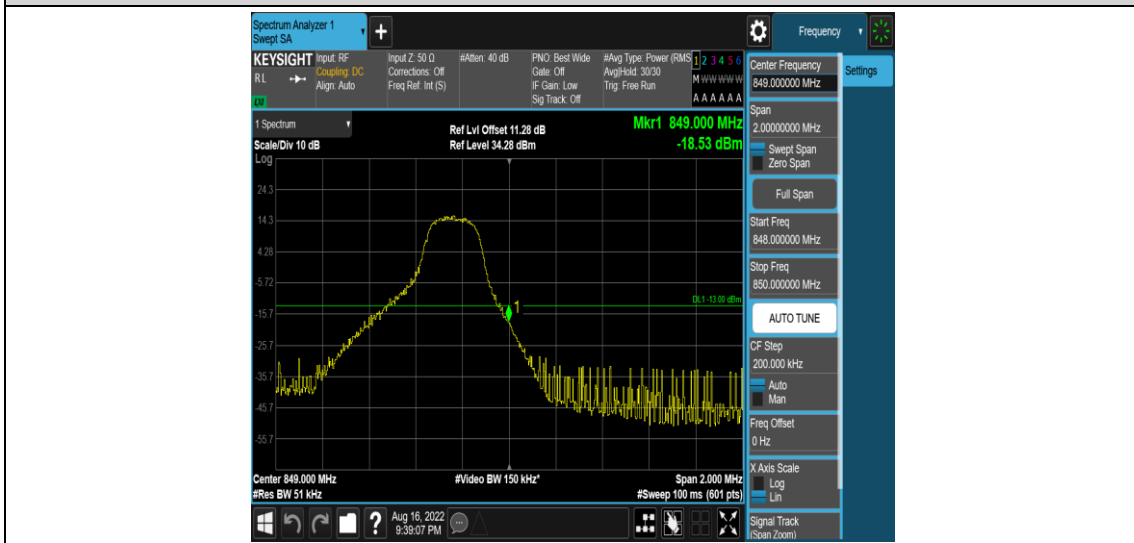 Spectrum Analyzer 1
Swept SA
+
Frequency
KEYSIGHT
RL
LXI
Input: RF
Coupling: DC
Align: Auto
Input Z: 50 Ω
Corrections: Off
Freq Ref: Int (S)
#Atten: 40 dB
PNO: Best Wide
Gate: Off
IF Gain: Low
Sig Track: Off
#Avg Type: Power (RMS
Avg|Hold: 30/30
Trig: Free Run
1 2 3 4 5 6
M W W W W W
A A A A A A
Center Frequency
849.000000 MHz
Settings
1 Spectrum
Scale/Div 10 dB
Log
Ref Lvl Offset 11.28 dB
Ref Level 34.28 dBm
Mkr1 849.000 MHz
-18.53 dBm
24.3
14.3
4.28
-5.72
-15.7
-25.7
-35.7
-45.7
-55.7
1
DL1 -13.00 dBm
Center 849.000 MHz
#Res BW 51 kHz
#Video BW 150 kHz*
Span 2.000 MHz
#Sweep 100 ms (601 pts)
Span
2.00000000 MHz
Swept Span
Zero Span
Full Span
Start Freq
848.000000 MHz
Stop Freq
850.000000 MHz
AUTO TUNE
CF Step
200.000 kHz
Auto
Man
Freq Offset
0 Hz
X Axis Scale
Log
Lin
Signal Track
(Span Zoom)
?
Aug 16, 2022
9:39:07 PM